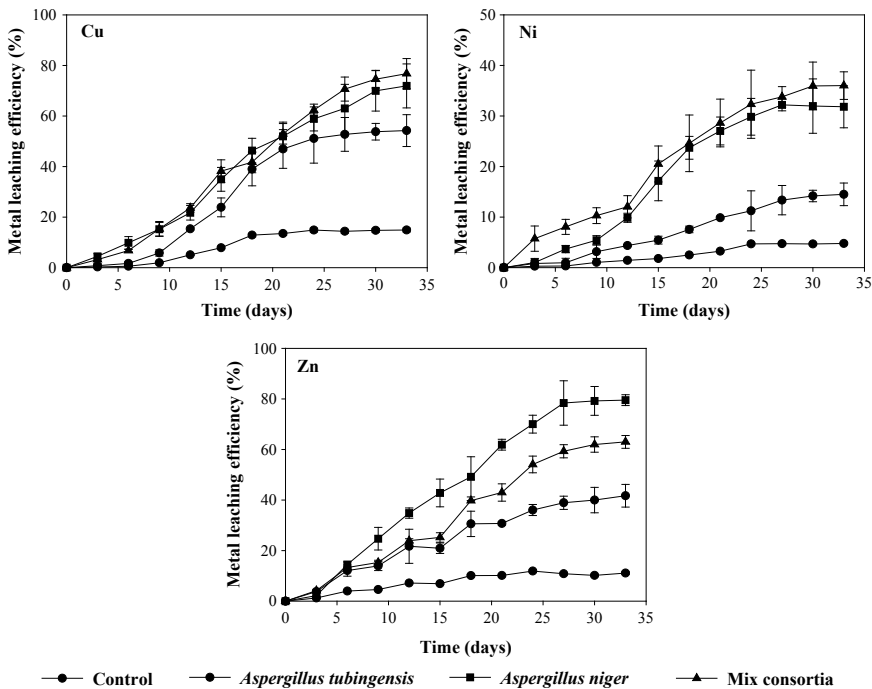 Cu
Metal leaching efficiency (%)
100
80
60
40
20
0
0 5 10 15 20 25 30 35
Time (days)
Ni
Metal leaching efficiency (%)
50
40
30
20
10
0
0 5 10 15 20 25 30 35
Time (days)
Zn
Metal leaching efficiency (%)
100
80
60
40
20
0
0 5 10 15 20 25 30 35
Time (days)
Control Aspergillus tubingensis Aspergillus niger Mix consortia